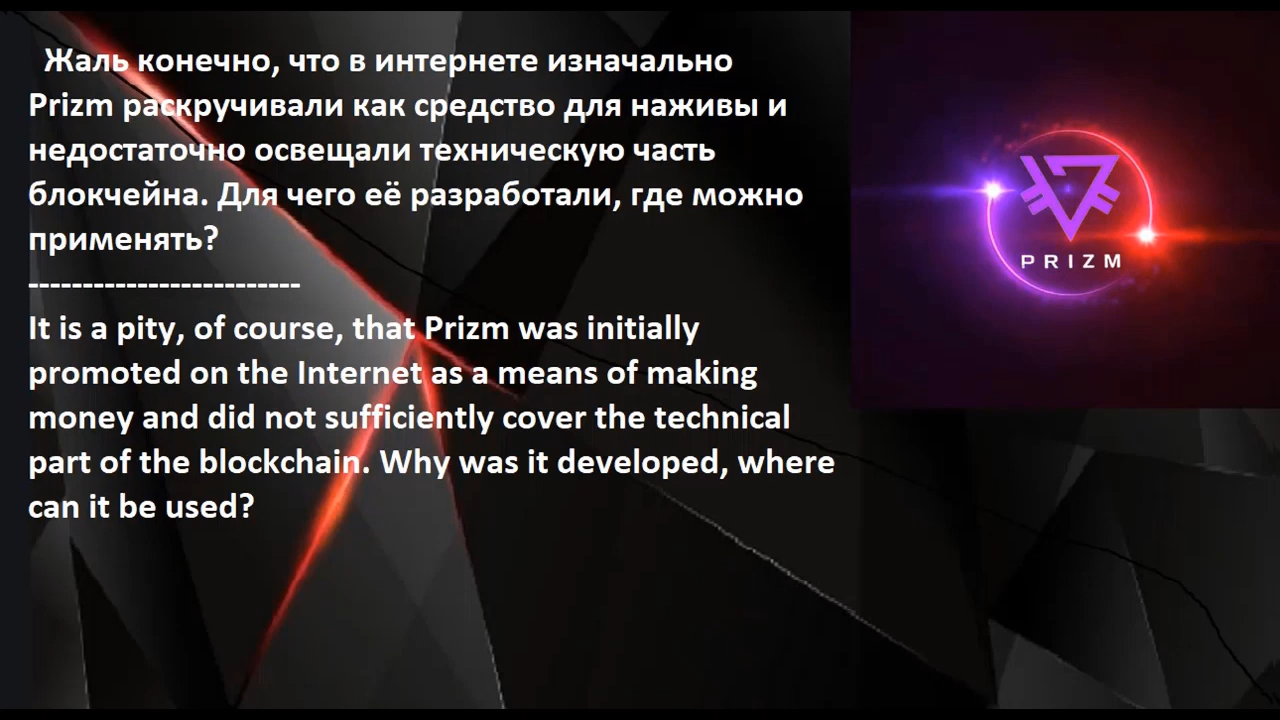 Жаль конечно, что в интернете изначально
Prizm раскручивали как средство для наживы и
недостаточно освещали техническую часть
блокчейна. Для чего её разработали, где можно
применять?
-------------------------
It is a pity, of course, that Prizm was initially
promoted on the Internet as a means of making
money and did not sufficiently cover the technical
part of the blockchain. Why was it developed, where
can it be used?
PRIZM